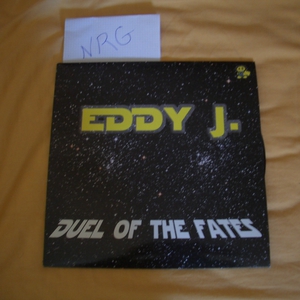 NRG
EDDY J.
DUEL OF THE FATES